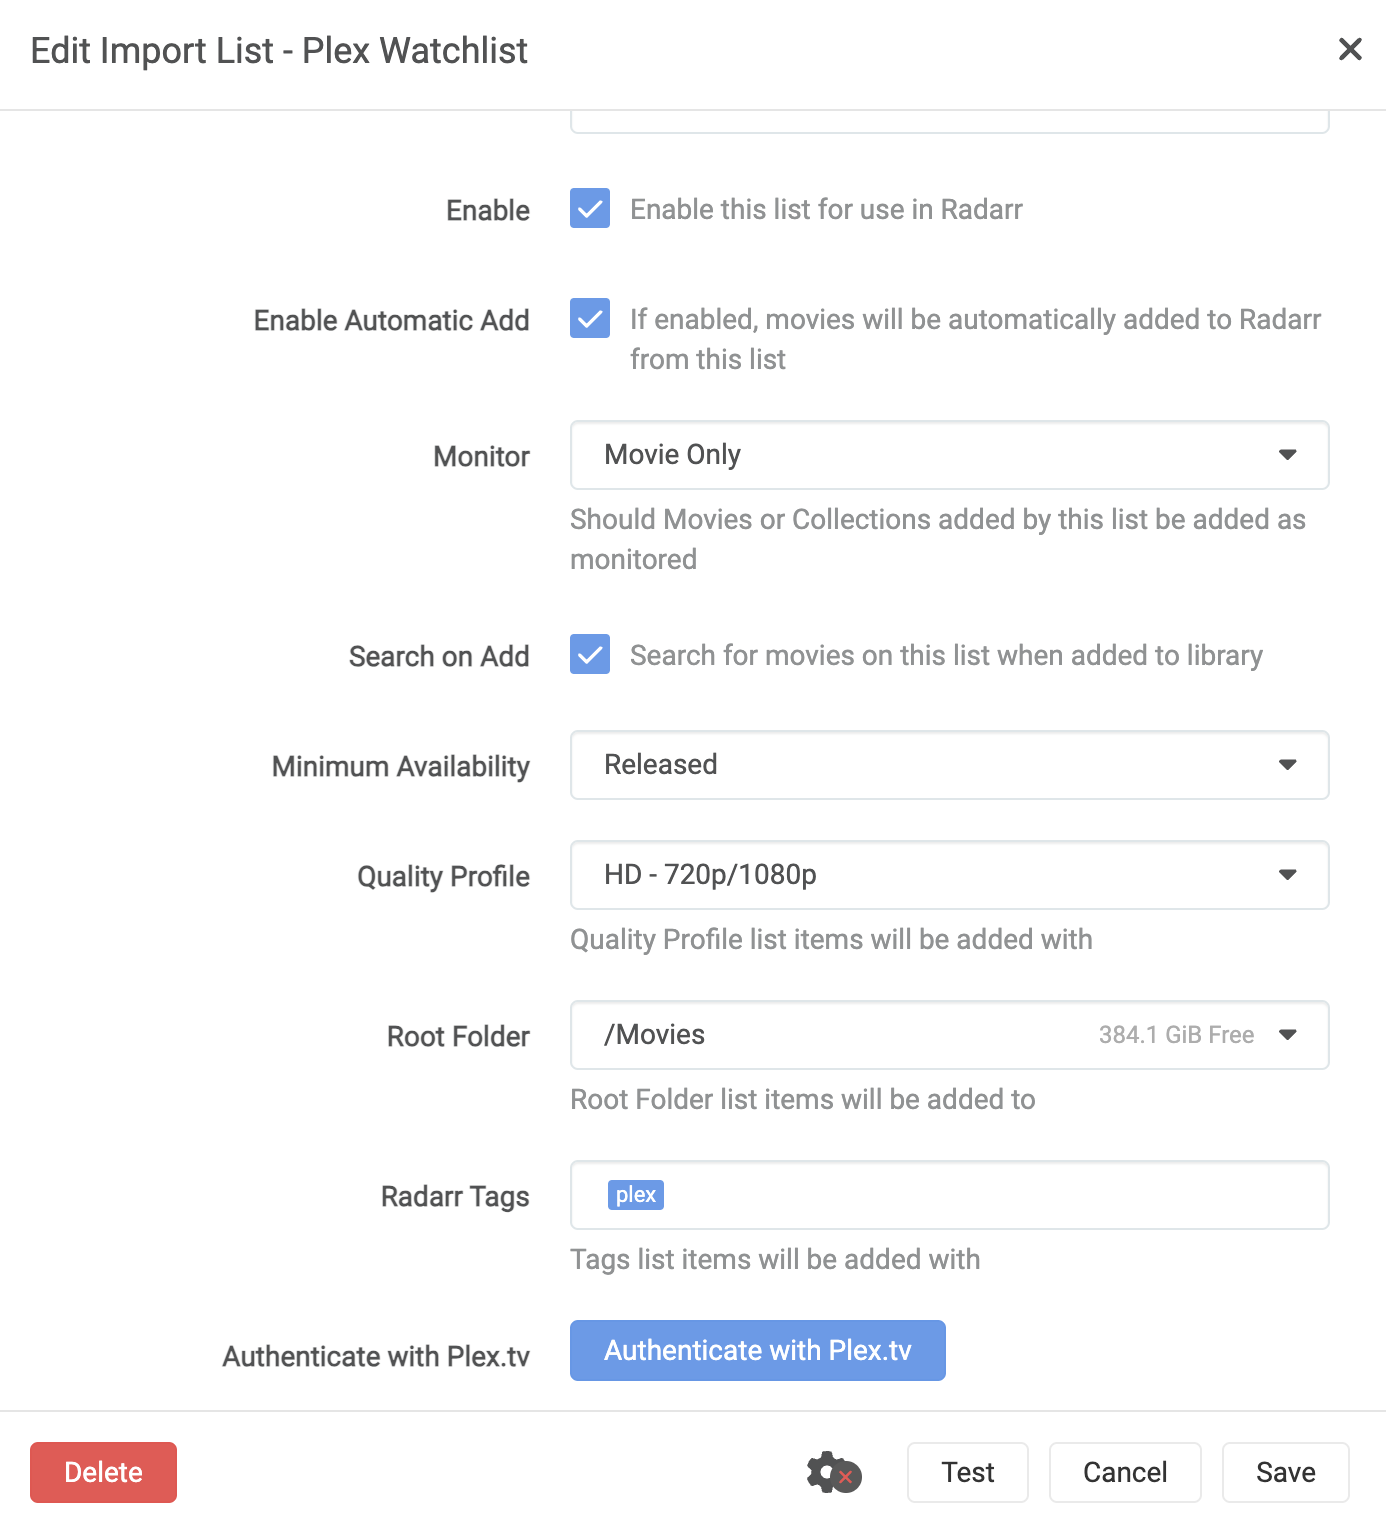 Edit Import List - Plex Watchlist
Enable
Enable this list for use in Radarr
Enable Automatic Add
If enabled, movies will be automatically added to Radarr
from this list
Monitor
Movie Only
Should Movies or Collections added by this list be added as
monitored
Search on Add
Search for movies on this list when added to library
Minimum Availability
Released
Quality Profile
HD - 720p/1080p
Quality Profile list items will be added with
Root Folder
/Movies
384.1 GiB Free
Root Folder list items will be added to
Radarr Tags
plex
Tags list items will be added with
Authenticate with Plex.tv
Authenticate with Plex.tv
Delete
Test
Cancel
Save